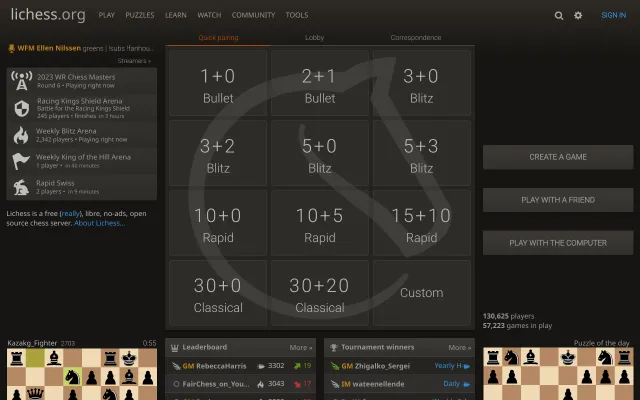 lichess.org PLAY PUZZLES LEARN WATCH COMMUNITY TOOLS SIGN IN
WFM Ellen Nilssen greens |
Streamers »
2023 WR Chess Masters
Round 6 • Playing right now
Racing Kings Shield Arena
Battle for the Racing Kings Shield
245 players • finishes in 3 hours
Weekly Blitz Arena
2,342 players • Playing right now
Weekly King of the Hill Arena
1 player • in 46 minutes
Rapid Swiss
2 players • in 9 minutes
Lichess is a free (really), libre, no-ads, open
source chess server. About Lichess...
Quick pairing Lobby Correspondence
1+0 2+1 3+0
Bullet Bullet Blitz
3+2 5+0 5+3
Blitz Blitz Blitz
10+0 10+5 15+10
Rapid Rapid Rapid
30+0 30+20 Custom
Classical Classical
CREATE A GAME
PLAY WITH A FRIEND
PLAY WITH THE COMPUTER
130,625 players
57,223 games in play
Kazakg_Fighter 2703 0:55
Leaderboard More »
GM RebeccaHarris 3302 19
FairChess_on_You... 3043 17
Tournament winners More »
GM Zhigalko_Sergei Yearly H
IM wateenellende Daily
Puzzle of the day